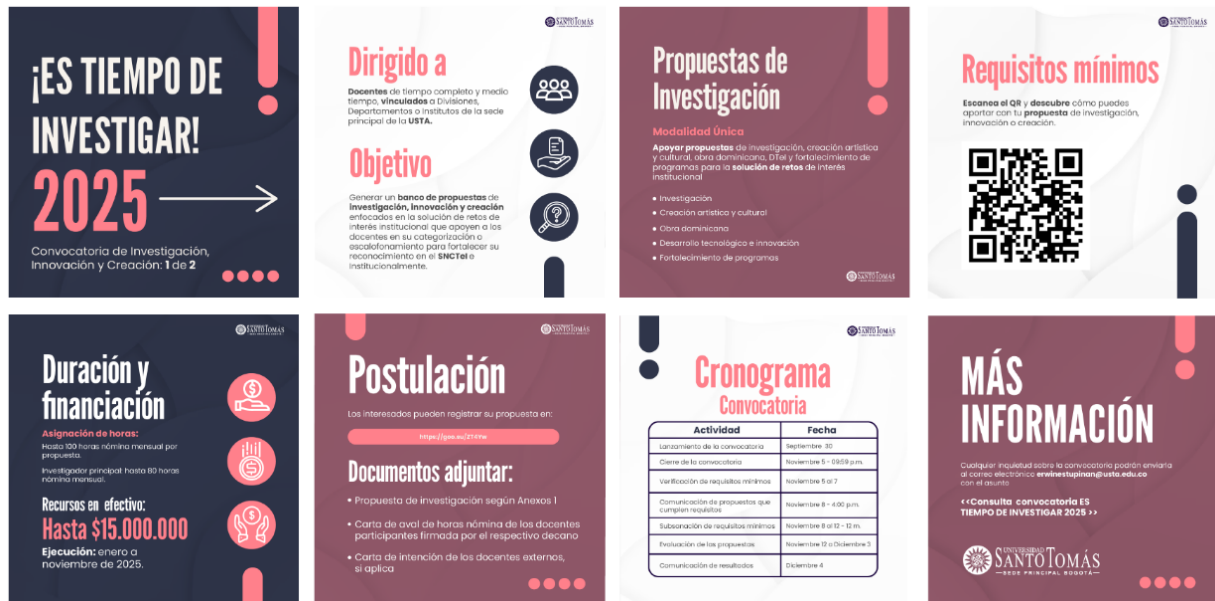 ¡ES TIEMPO DE
INVESTIGAR!
2025
Convocatoria de Investigación,
Innovación y Creación: 1 de 2
SANTO TOMÁS
Dirigido a
Docentes de tiempo completo y medio
tiempo, vinculados a Divisiones,
Departamentos o Institutos de la sede
principal de la USTA.
Objetivo
Generar un banco de propuestas de
investigación, innovación y creación
enfocados en la solución de retos de
interés institucional que apoyen a los
docentes en su categorización o
escalafonamiento para fortalecer su
reconocimiento en el SNCTeI e
institucionalmente.
Propuestas de
Investigación
Modalidad Única
Apoyar propuestas de investigación, creación artística
y cultural, obra dominicana, DTeI y fortalecimiento de
programas para la solución de retos de interés
institucional
• Investigación
• Creación artística y cultural
• Obra dominicana
• Desarrollo tecnológico e innovación
• Fortalecimiento de programas
SANTO TOMÁS
SANTO TOMÁS
Requisitos mínimos
Escanea el QR y descubre cómo puedes
aportar con tu propuesta de investigación,
innovación o creación.
SANTO TOMÁS
Duración y
financiación
Asignación de horas:
Hasta 100 horas nómina mensual por
propuesta.
Investigador principal: hasta 80 horas
nómina mensual.
Recursos en efectivo:
Hasta $15.000.000
Ejecución: enero a
noviembre de 2025.
SANTO TOMÁS
Postulación
Los interesados pueden registrar su propuesta en:
Documentos adjuntar:
• Propuesta de investigación según Anexos 1
• Carta de aval de horas nómina de los docentes
participantes firmada por el respectivo decano
• Carta de intención de los docentes externos,
si aplica
SANTO TOMÁS
Cronograma
Convocatoria
Actividad Fecha
Lanzamiento de la convocatoria Septiembre 30
Cierre de la convocatoria Noviembre 5 - 09:59 p.m.
Verificación de requisitos mínimos Noviembre 5 al 7
Comunicación de propuestas que
cumplen requisitos Noviembre 8 - 4:00 p.m.
Subsanación de requisitos mínimos Noviembre 8 al 12 - 12 m.
Evaluación de las propuestas Noviembre 12 a Diciembre 3
Comunicación de resultados Diciembre 4
MÁS
INFORMACIÓN
Cualquier inquietud sobre la convocatoria podrán enviarla
al correo electrónico erwinestupinan@usta.edu.co
con el asunto
<<Consulta convocatoria ES
TIEMPO DE INVESTIGAR 2025 >>
UNIVERSIDAD
SANTO TOMÁS
SEDE PRINCIPAL BOGOTÁ